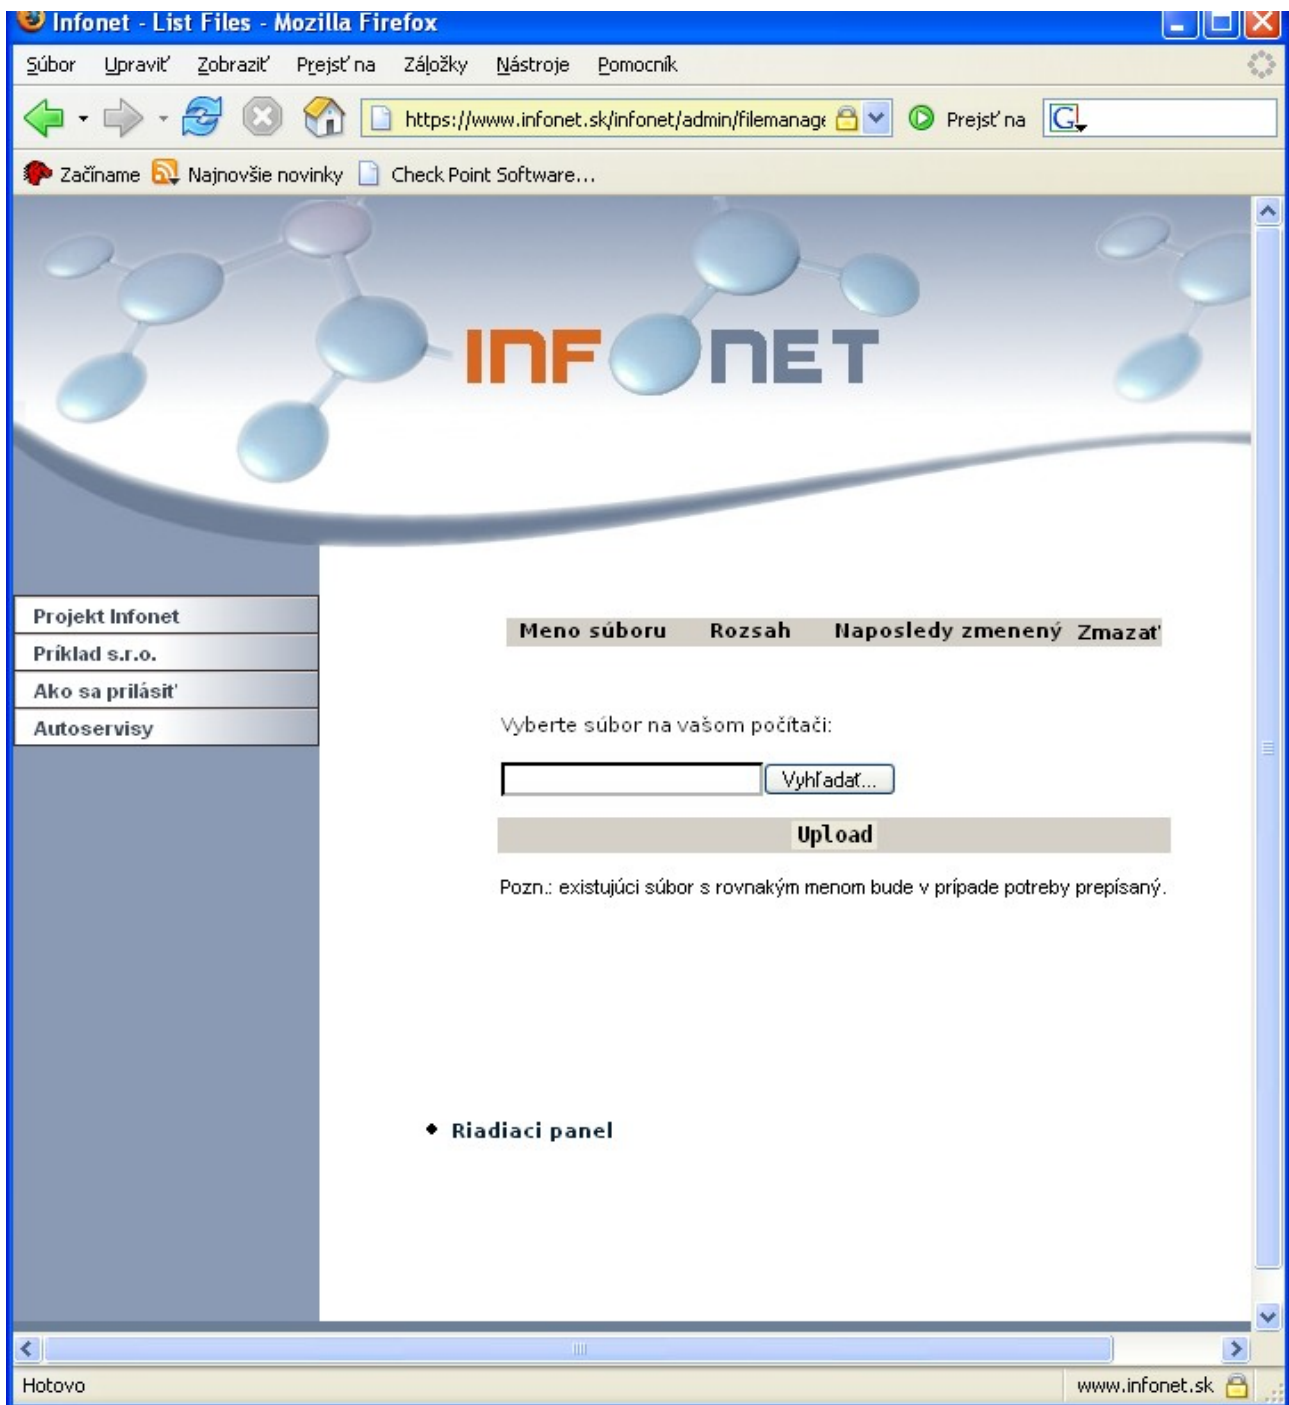 Infonet - List Files - Mozilla Firefox
Súbor Upraviť Zobraziť Prejsť na Záložky Nástroje Pomocník
https://www.infonet.sk/infonet/admin/filemanage Prejsť na G
Začíname Najnovšie novinky Check Point Software...
INFONET
Projekt Infonet
Príklad s.r.o.
Ako sa prilásiť
Autoservisy
Meno súboru Rozsah Naposledy zmenený Zmazať
Vyberte súbor na vašom počítači:
Vyhľadať...
Upload
Pozn.: existujúci súbor s rovnakým menom bude v prípade potreby prepísaný.
Riadiaci panel
Hotovo www.infonet.sk